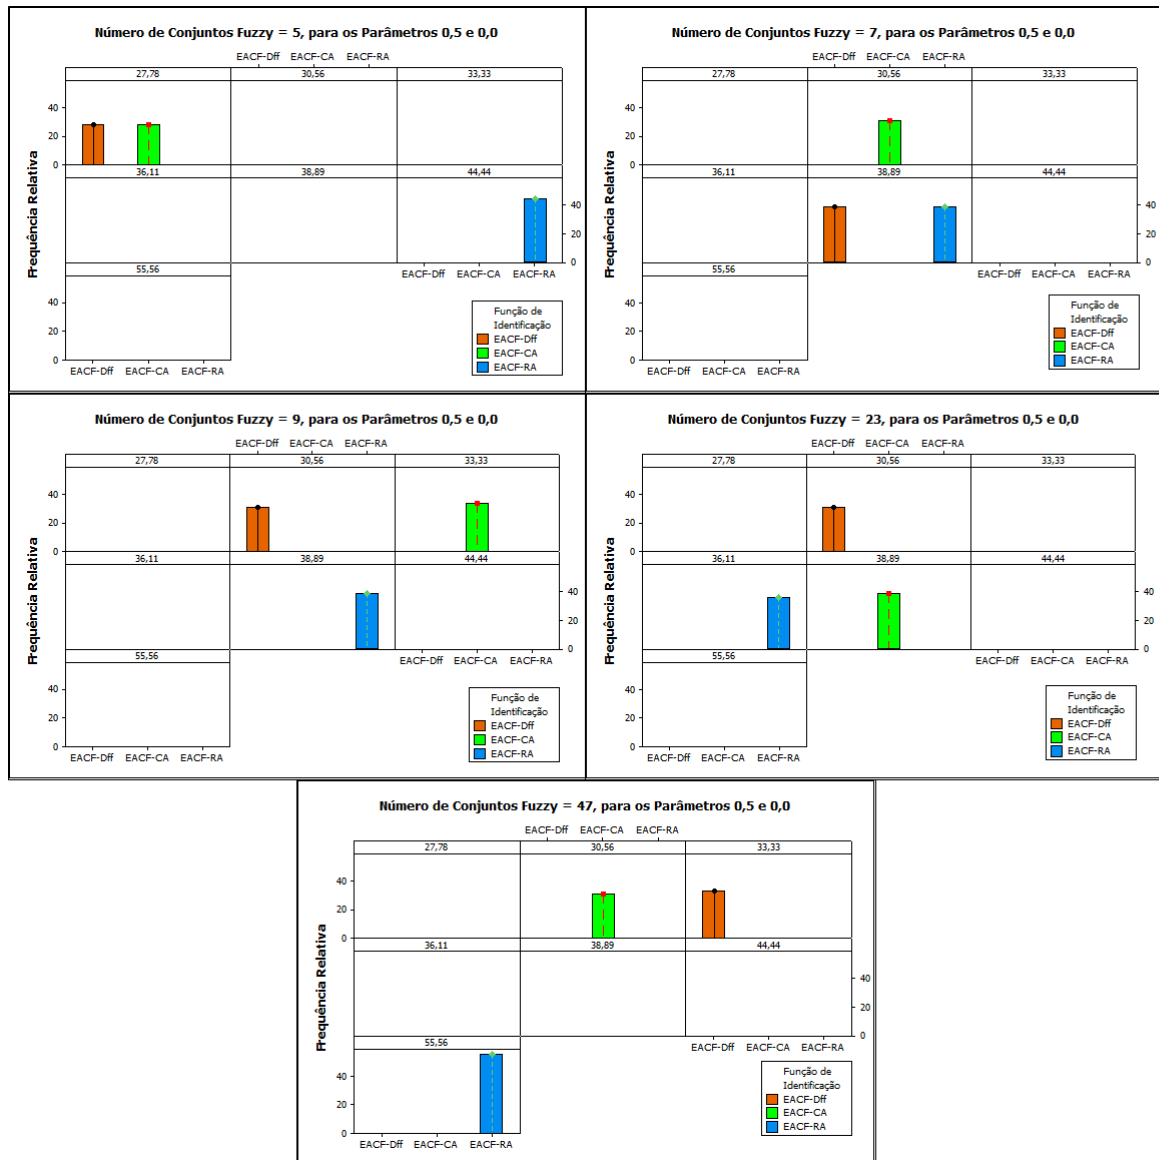 Número de Conjuntos Fuzzy = 5, para os Parâmetros 0,5 e 0,0
EACF-Dff EACF-CA EACF-RA
27,78 30,56 33,33
40
20
0
36,11 38,89 44,44
40
20
0
Frequência Relativa
55,56
EACF-Dff EACF-CA EACF-RA
40
20
0
EACF-Dff EACF-CA EACF-RA
Função de
Identificação
EACF-Dff
EACF-CA
EACF-RA
Número de Conjuntos Fuzzy = 7, para os Parâmetros 0,5 e 0,0
EACF-Dff EACF-CA EACF-RA
27,78 30,56 33,33
40
20
0
36,11 38,89 44,44
40
20
0
Frequência Relativa
55,56
EACF-Dff EACF-CA EACF-RA
40
20
0
EACF-Dff EACF-CA EACF-RA
Função de
Identificação
EACF-Dff
EACF-CA
EACF-RA
Número de Conjuntos Fuzzy = 9, para os Parâmetros 0,5 e 0,0
EACF-Dff EACF-CA EACF-RA
27,78 30,56 33,33
40
20
0
36,11 38,89 44,44
40
20
0
Frequência Relativa
55,56
EACF-Dff EACF-CA EACF-RA
40
20
0
EACF-Dff EACF-CA EACF-RA
Função de
Identificação
EACF-Dff
EACF-CA
EACF-RA
Número de Conjuntos Fuzzy = 23, para os Parâmetros 0,5 e 0,0
EACF-Dff EACF-CA EACF-RA
27,78 30,56 33,33
40
20
0
36,11 38,89 44,44
40
20
0
Frequência Relativa
55,56
EACF-Dff EACF-CA EACF-RA
40
20
0
EACF-Dff EACF-CA EACF-RA
Função de
Identificação
EACF-Dff
EACF-CA
EACF-RA
Número de Conjuntos Fuzzy = 47, para os Parâmetros 0,5 e 0,0
EACF-Dff EACF-CA EACF-RA
27,78 30,56 33,33
40
20
0
36,11 38,89 44,44
40
20
0
Frequência Relativa
55,56
EACF-Dff EACF-CA EACF-RA
40
20
0
EACF-Dff EACF-CA EACF-RA
Função de
Identificação
EACF-Dff
EACF-CA
EACF-RA